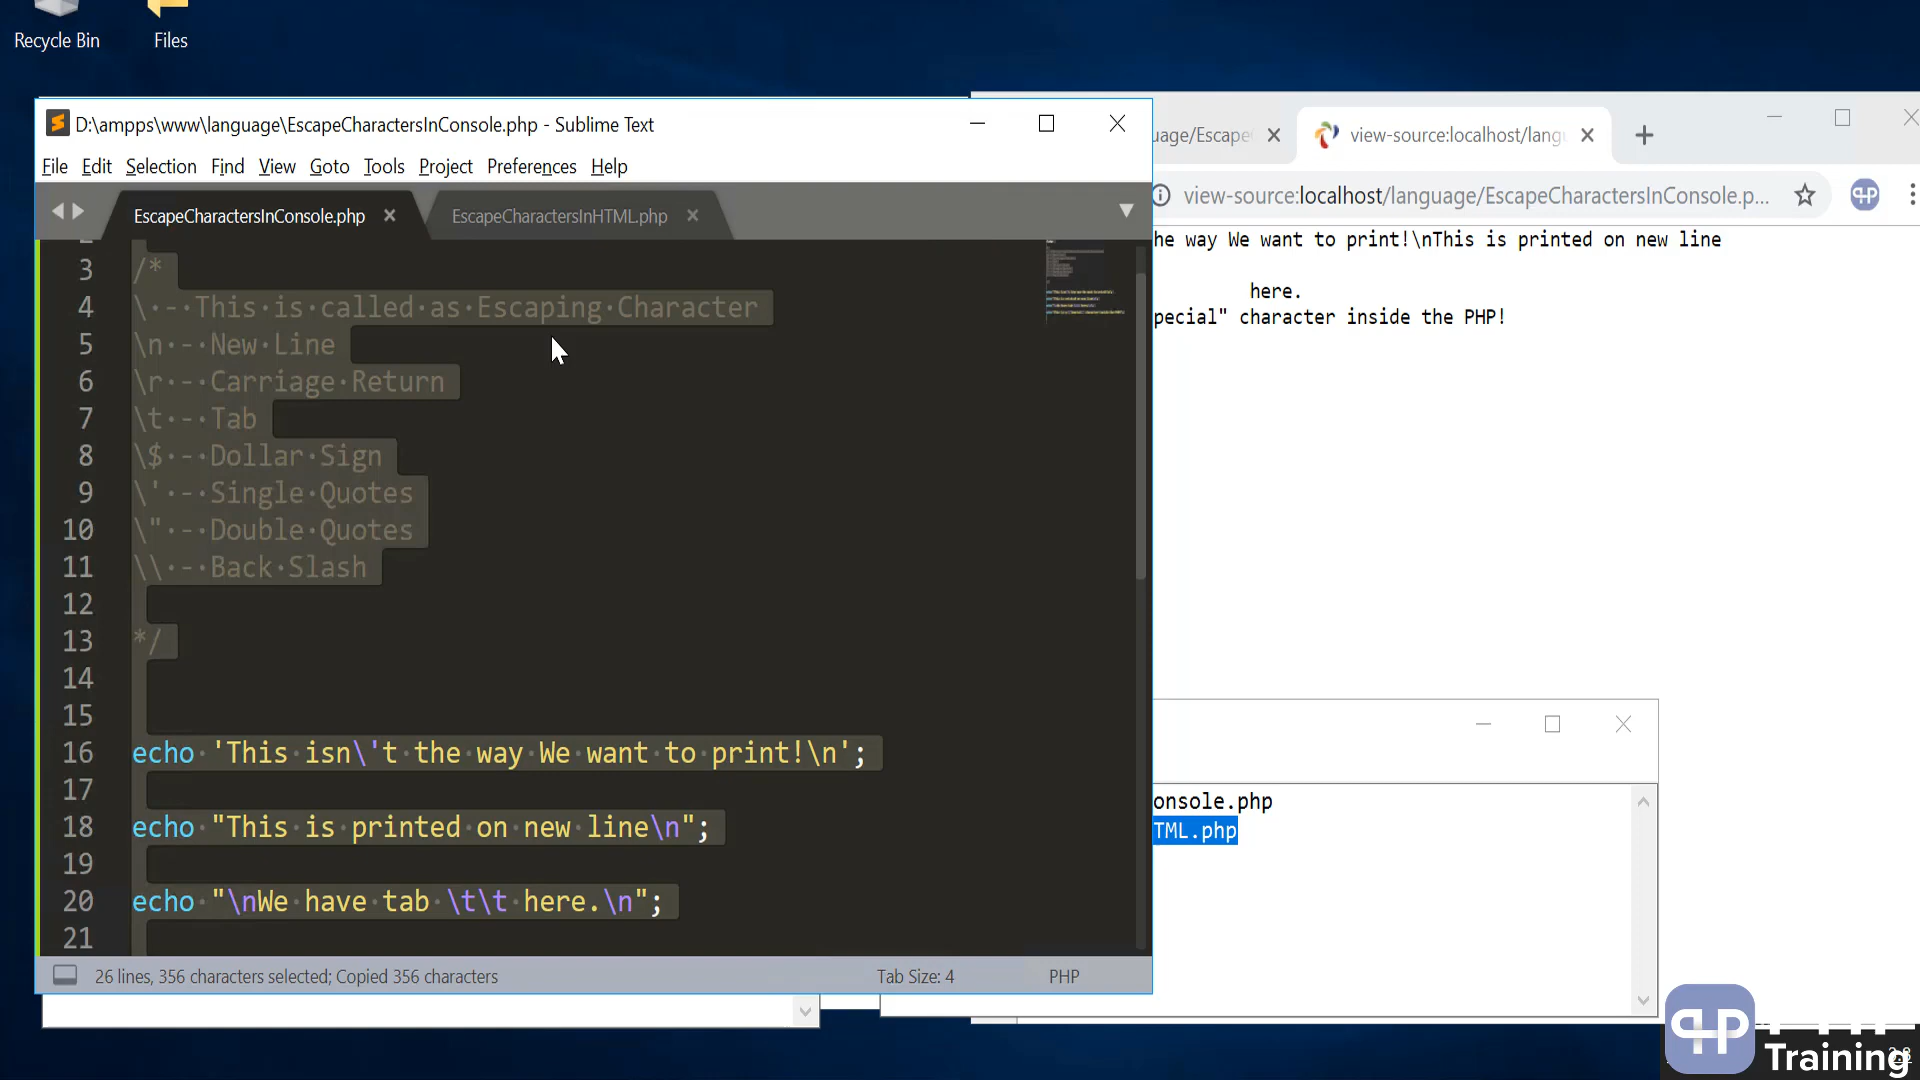 Recycle Bin
Files
D:\ampps\www\language\EscapeCharactersInConsole.php - Sublime Text
File Edit Selection Find View Goto Tools Project Preferences Help
EscapeCharactersInConsole.php
EscapeCharactersInHTML.php
3 /*
4 \ - This is called as Escaping Character
5 \n - New Line
6 \r - Carriage Return
7 \t - Tab
8 \$ - Dollar Sign
9 \' - Single Quotes
10 \" - Double Quotes
11 \\ - Back Slash
12
13 */
14
15
16 echo 'This isn\'t the way We want to print!\n';
17
18 echo "This is printed on new line\n";
19
20 echo "\nWe have tab \t\t here.\n";
21
26 lines, 356 characters selected; Copied 356 characters
Tab Size: 4
PHP
uage/Escape
view-source:localhost/lang
view-source:localhost/language/EscapeCharactersInConsole.p...
he way We want to print!\nThis is printed on new line
here.
pecial" character inside the PHP!
onsole.php
TML.php
Training